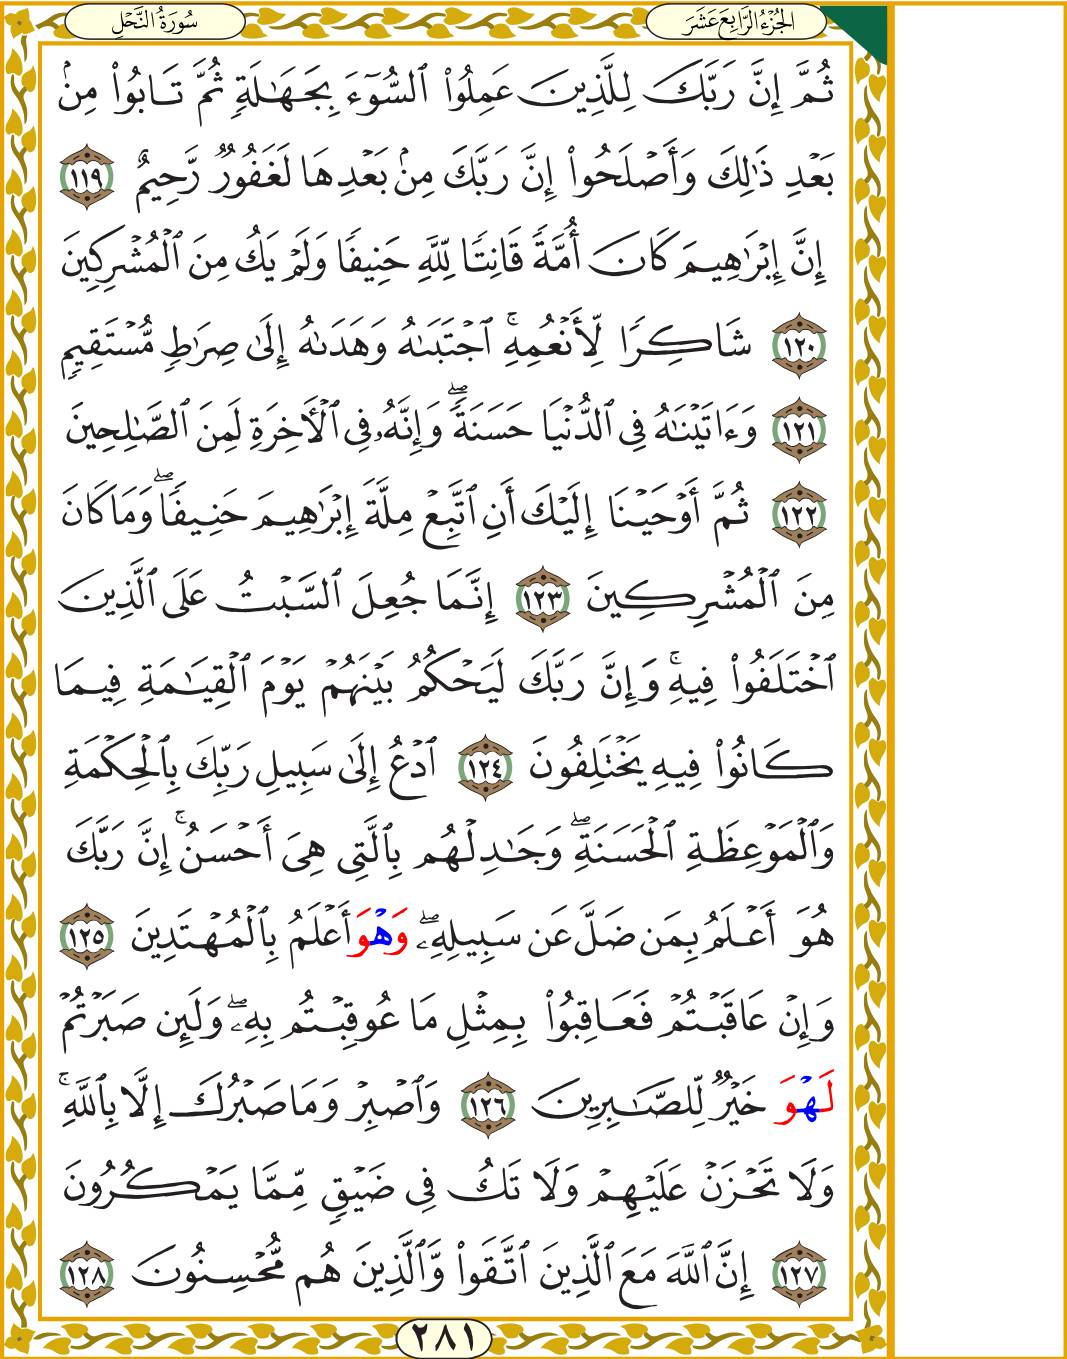 الجُزْءُ الرَّابِعَ عَشَرَ
سُورَةُ النَّحْلِ
ثُمَّ إِنَّ رَبَّكَ لِلَّذِينَ عَمِلُواْ ٱلسُّوٓءَ بِجَهَٰلَةٖ ثُمَّ تَابُواْ مِنۢ
بَعۡدِ ذَٰلِكَ وَأَصۡلَحُوٓاْ إِنَّ رَبَّكَ مِنۢ بَعۡدِهَا لَغَفُورٞ رَّحِيمٌ ١١٩
إِنَّ إِبۡرَٰهِيمَ كَانَ أُمَّةٗ قَانِتٗا لِّلَّهِ حَنِيفٗا وَلَمۡ يَكُ مِنَ ٱلۡمُشۡرِكِينَ
١٢٠ شَاكِرٗا لِّأَنۡعُمِهِۚ ٱجۡتَبَىٰهُ وَهَدَىٰهُ إِلَىٰ صِرَٰطٖ مُّسۡتَقِيمٖ
١٢١ وَءَاتَيۡنَٰهُ فِي ٱلدُّنۡيَا حَسَنَةٗۖ وَإِنَّهُۥ فِي ٱلۡأٓخِرَةِ لَمِنَ ٱلصَّٰلِحِينَ
١٢٢ ثُمَّ أَوۡحَيۡنَا إِلَيۡكَ أَنِ ٱتَّبِعۡ مِلَّةَ إِبۡرَٰهِيمَ حَنِيفٗاۖ وَمَا كَانَ
مِنَ ٱلۡمُشۡرِكِينَ ١٢٣ إِنَّمَا جُعِلَ ٱلسَّبۡتُ عَلَى ٱلَّذِينَ
ٱخۡتَلَفُواْ فِيهِۚ وَإِنَّ رَبَّكَ لَيَحۡكُمُ بَيۡنَهُمۡ يَوۡمَ ٱلۡقِيَٰمَةِ فِيمَا
كَانُواْ فِيهِ يَخۡتَلِفُونَ ١٢٤ ٱدۡعُ إِلَىٰ سَبِيلِ رَبِّكَ بِٱلۡحِكۡمَةِ
وَٱلۡمَوۡعِظَةِ ٱلۡحَسَنَةِۖ وَجَٰدِلۡهُم بِٱلَّتِي هِيَ أَحۡسَنُۚ إِنَّ رَبَّكَ
هُوَ أَعۡلَمُ بِمَن ضَلَّ عَن سَبِيلِهِۦۖ وَهۡوَ أَعۡلَمُ بِٱلۡمُهۡتَدِينَ ١٢٥
وَإِنۡ عَاقَبۡتُمۡ فَعَاقِبُواْ بِمِثۡلِ مَا عُوقِبۡتُم بِهِۦۖ وَلَئِن صَبَرۡتُمۡ
لَهۡوَ خَيۡرٞ لِّلصَّٰبِرِينَ ١٢٦ وَٱصۡبِرۡ وَمَا صَبۡرُكَ إِلَّا بِٱللَّهِۚ
وَلَا تَحۡزَنۡ عَلَيۡهِمۡ وَلَا تَكُ فِي ضَيۡقٖ مِّمَّا يَمۡكُرُونَ
١٢٧ إِنَّ ٱللَّهَ مَعَ ٱلَّذِينَ ٱتَّقَواْ وَّٱلَّذِينَ هُم مُّحۡسِنُونَ ١٢٨
٢٨١